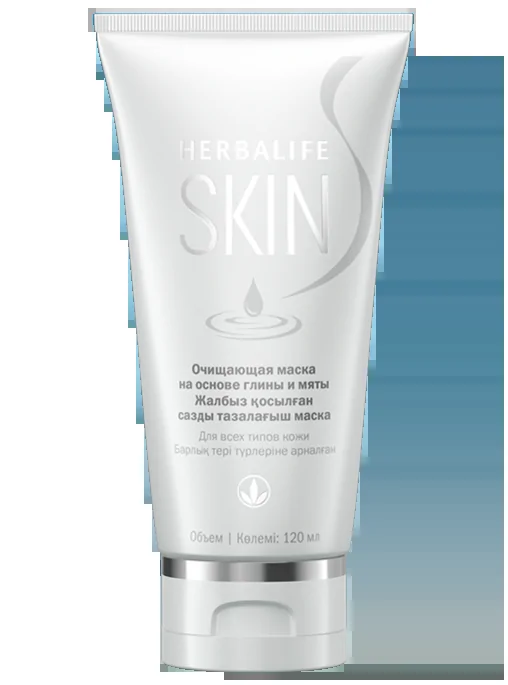 HERBALIFE
SKIN
Очищающая маска
на основе глины и мяты
Жалбыз қосылған
сазды тазалағыш маска
Для всех типов кожи
Барлық тері түрлеріне арналған
Объем | Көлемі: 120 мл